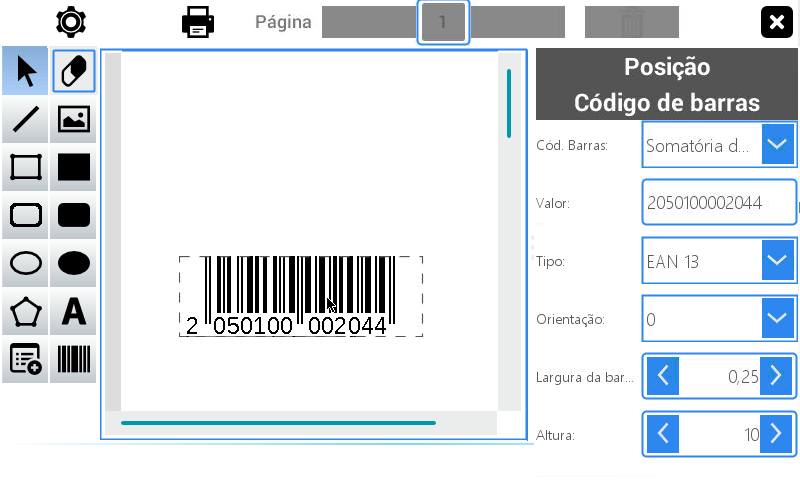 Página
1
Posição
Código de barras
Cód. Barras:
Somatória d...
Valor:
2050100002044
Tipo:
EAN 13
Orientação:
0
Largura da bar...
0,25
Altura:
10
2 050100 002044
A